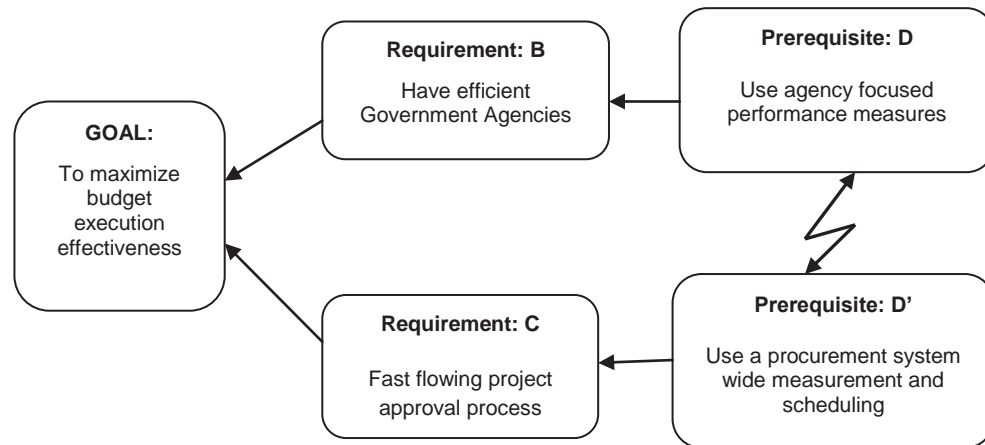 GOAL:
To maximize
budget
execution
effectiveness
Requirement: B
Have efficient
Government Agencies
Prerequisite: D
Use agency focused
performance measures
Requirement: C
Fast flowing project
approval process
Prerequisite: D’
Use a procurement system
wide measurement and
scheduling